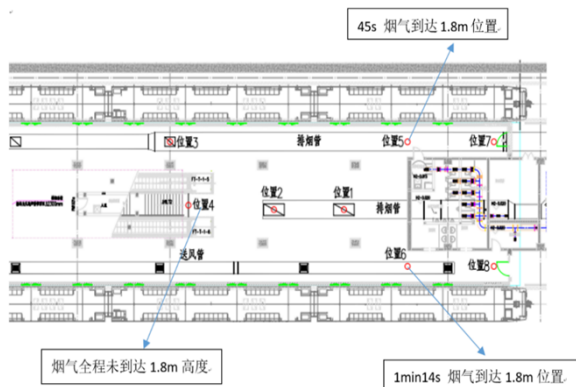 45s 烟气到达 1.8m 位置
位置3
排烟管
位置5
位置7
位置4
位置2
位置1
排烟管
送风管
位置6
位置8
烟气全程未到达 1.8m 高度
1min14s 烟气到达 1.8m 位置